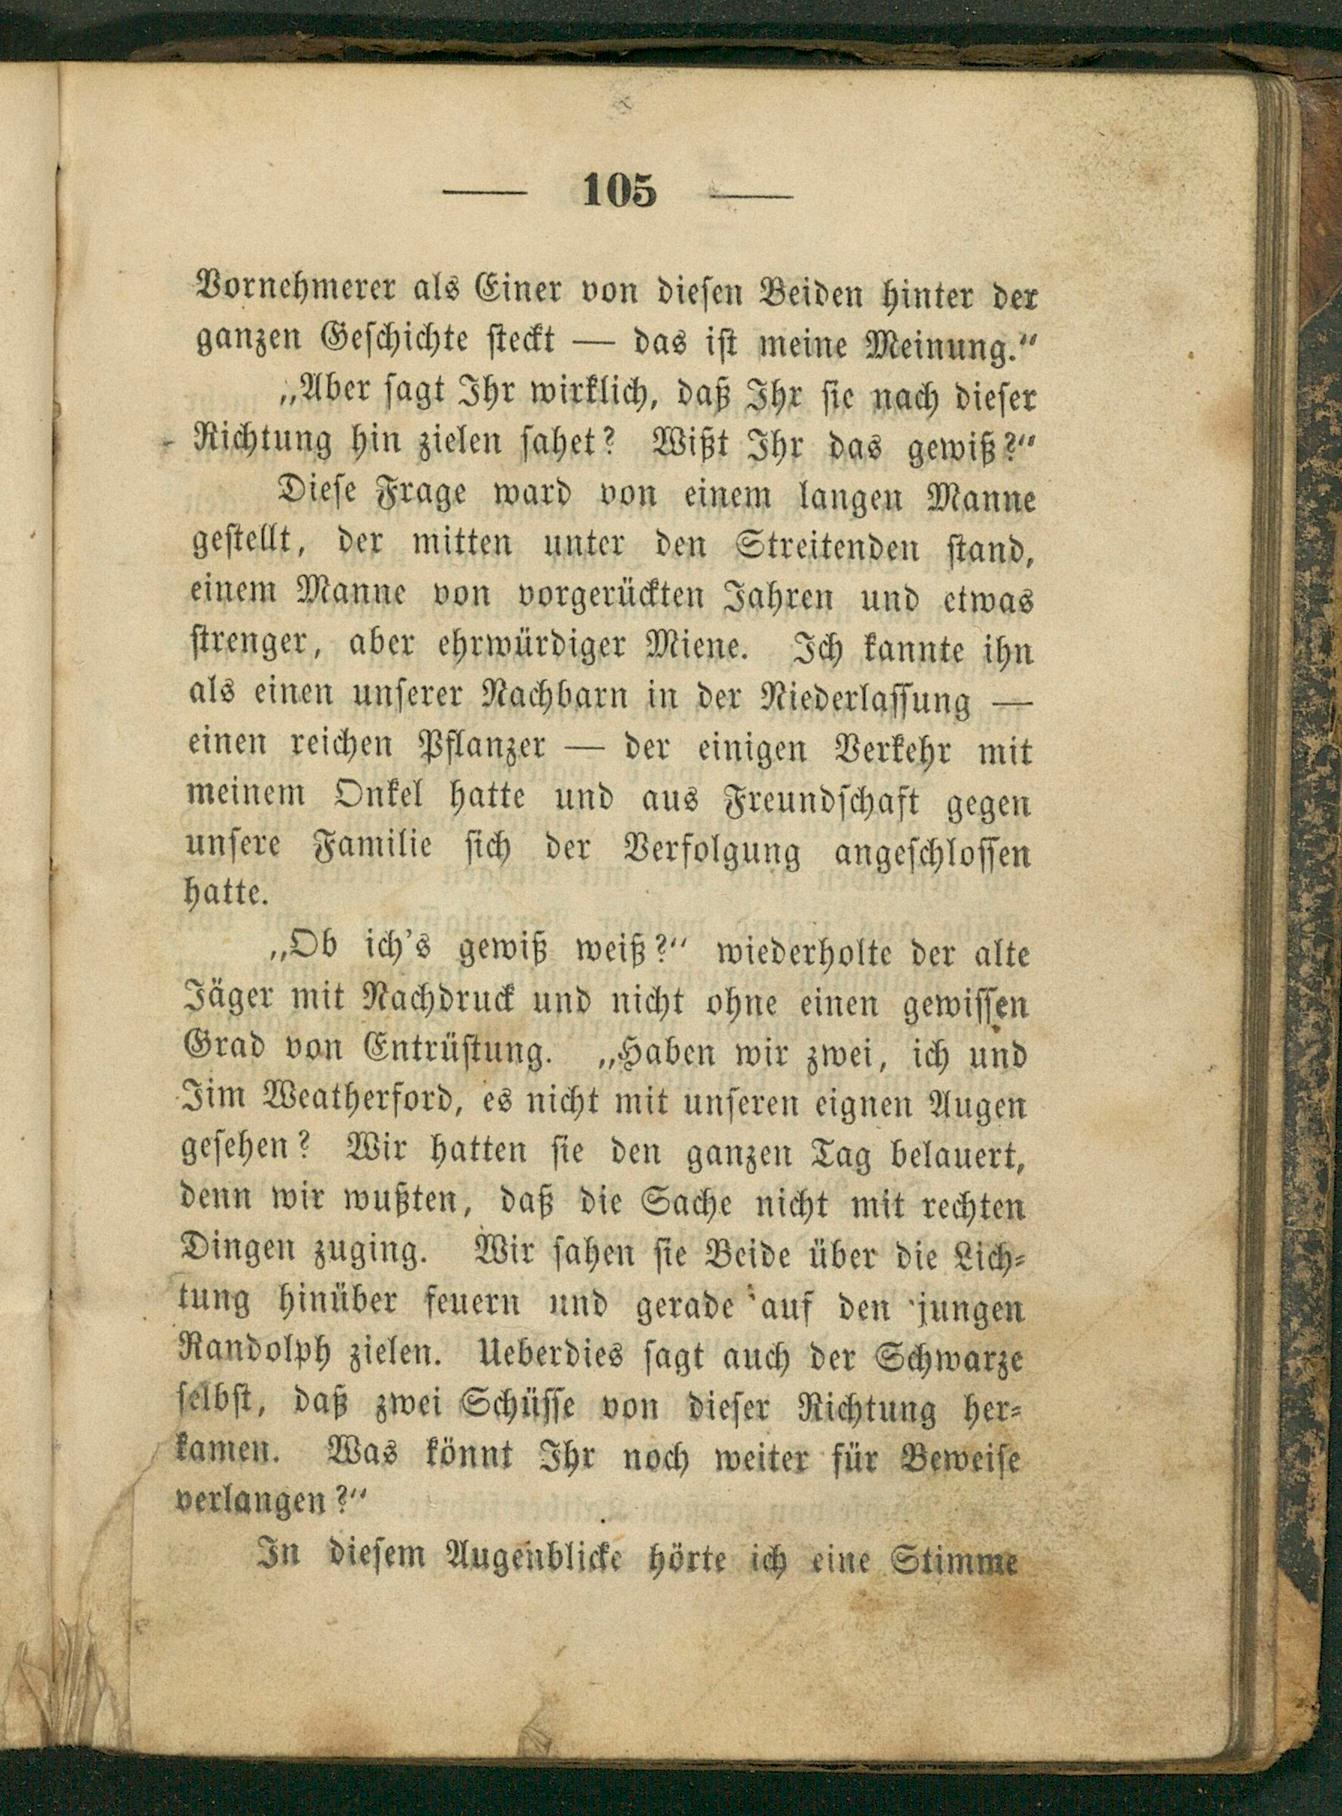 — 105 —
Vornehmerer als Einer von diesen Beiden hinter der
ganzen Geschichte steckt — das ist meine Meinung.“
„Aber sagt Ihr wirklich, daß Ihr sie nach dieser
Richtung hin zielen sahet? Wißt Ihr das gewiß?“
Diese Frage ward von einem langen Manne
gestellt, der mitten unter den Streitenden stand,
einem Manne von vorgerückten Jahren und etwas
strenger, aber ehrwürdiger Miene. Ich kannte ihn
als einen unserer Nachbarn in der Niederlassung —
einen reichen Pflanzer — der einigen Verkehr mit
meinem Onkel hatte und aus Freundschaft gegen
unsere Familie sich der Verfolgung angeschlossen
hatte.
„Ob ich's gewiß weiß?“ wiederholte der alte
Jäger mit Nachdruck und nicht ohne einen gewissen
Grad von Entrüstung. „Haben wir zwei, ich und
Jim Weatherford, es nicht mit unseren eignen Augen
gesehen? Wir hatten sie den ganzen Tag belauert,
denn wir wußten, daß die Sache nicht mit rechten
Dingen zuging. Wir sahen sie Beide über die Lich-
tung hinüber feuern und gerade auf den jungen
Randolph zielen. Ueberdies sagt auch der Schwarze
selbst, daß zwei Schüsse von dieser Richtung her-
kamen. Was könnt Ihr noch weiter für Beweise
verlangen?“
In diesem Augenblicke hörte ich eine Stimme